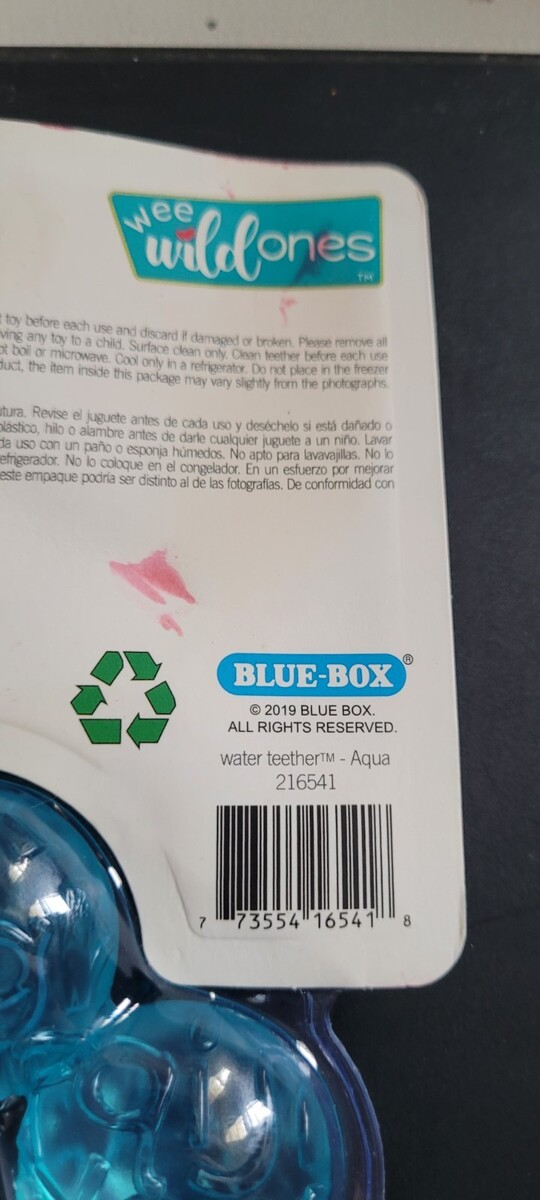 wee
wild ones
TM
toy before each use and discard if damaged or broken. Please remove all
ving any toy to a child. Surface clean only. Clean teether before each use
ot boil or microwave. Cool only in a refrigerator. Do not place in the freezer
duct, the item inside this package may vary slightly from the photographs.
tura. Revise el juguete antes de cada uso y deséchelo si está dañado o
plástico, hilo o alambre antes de darle cualquier juguete a un niño. Lavar
da uso con un paño o esponja húmedos. No apto para lavavajillas. No lo
efrigerador. No lo coloque en el congelador. En un esfuerzo por mejorar
este empaque podría ser distinto al de las fotografías. De conformidad con
BLUE-BOX®
© 2019 BLUE BOX.
ALL RIGHTS RESERVED.
water teether™ - Aqua
216541
7 73554 16541 8